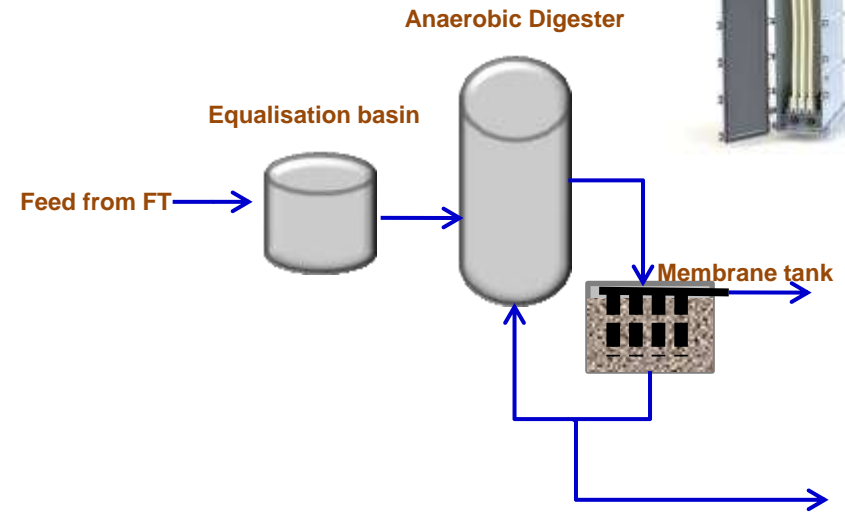 Anaerobic Digester
Equalisation basin
Feed from FT
Membrane tank